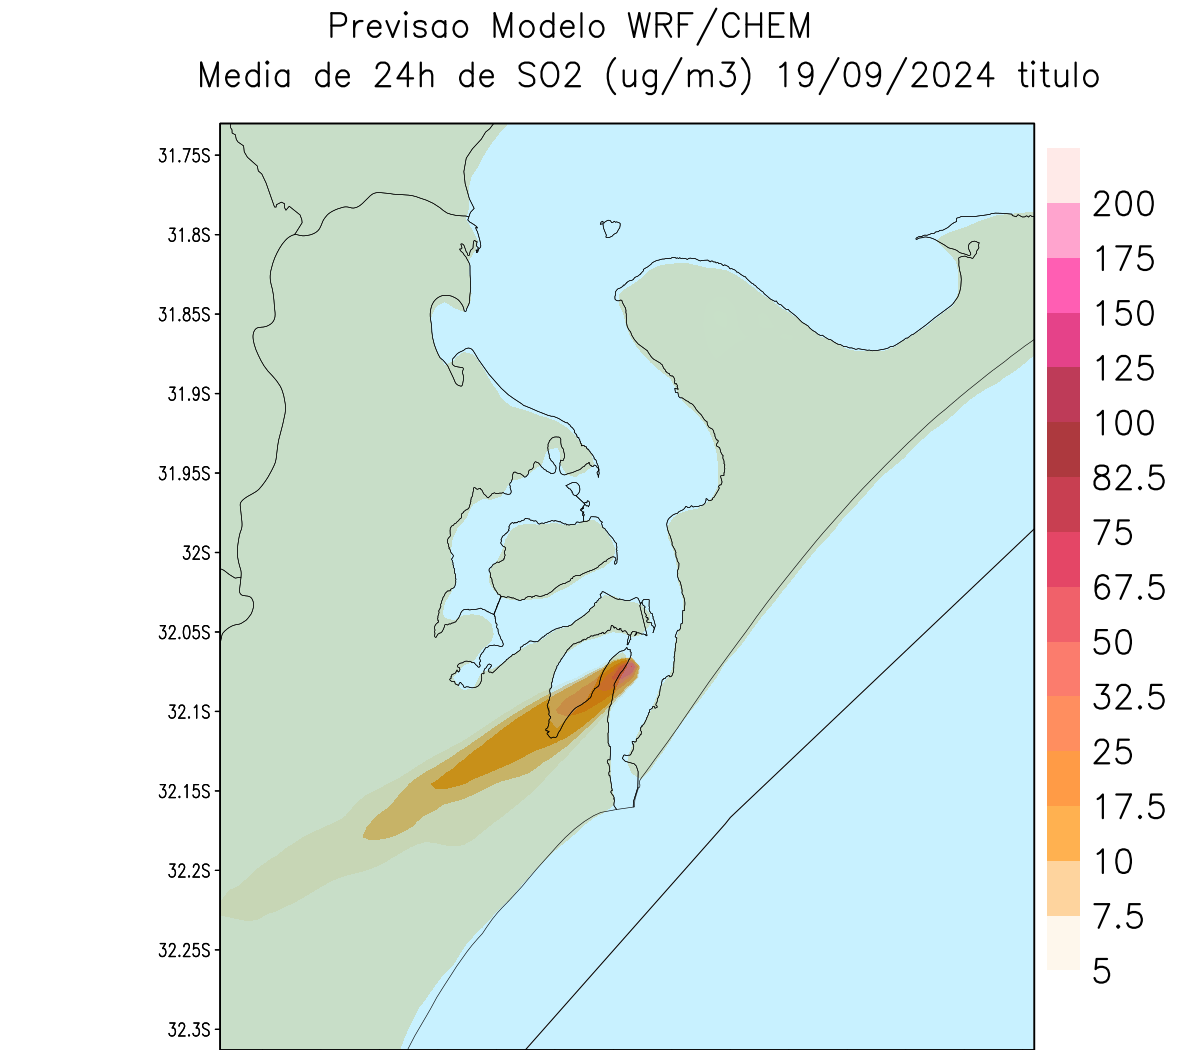 Previsao Modelo WRF/CHEM
Media de 24h de SO2 (ug/m3) 19/09/2024 titulo
31.75S
31.8S
31.85S
31.9S
31.95S
32S
32.05S
32.1S
32.15S
32.2S
32.25S
32.3S
200
175
150
125
100
82.5
75
67.5
50
32.5
25
17.5
10
7.5
5